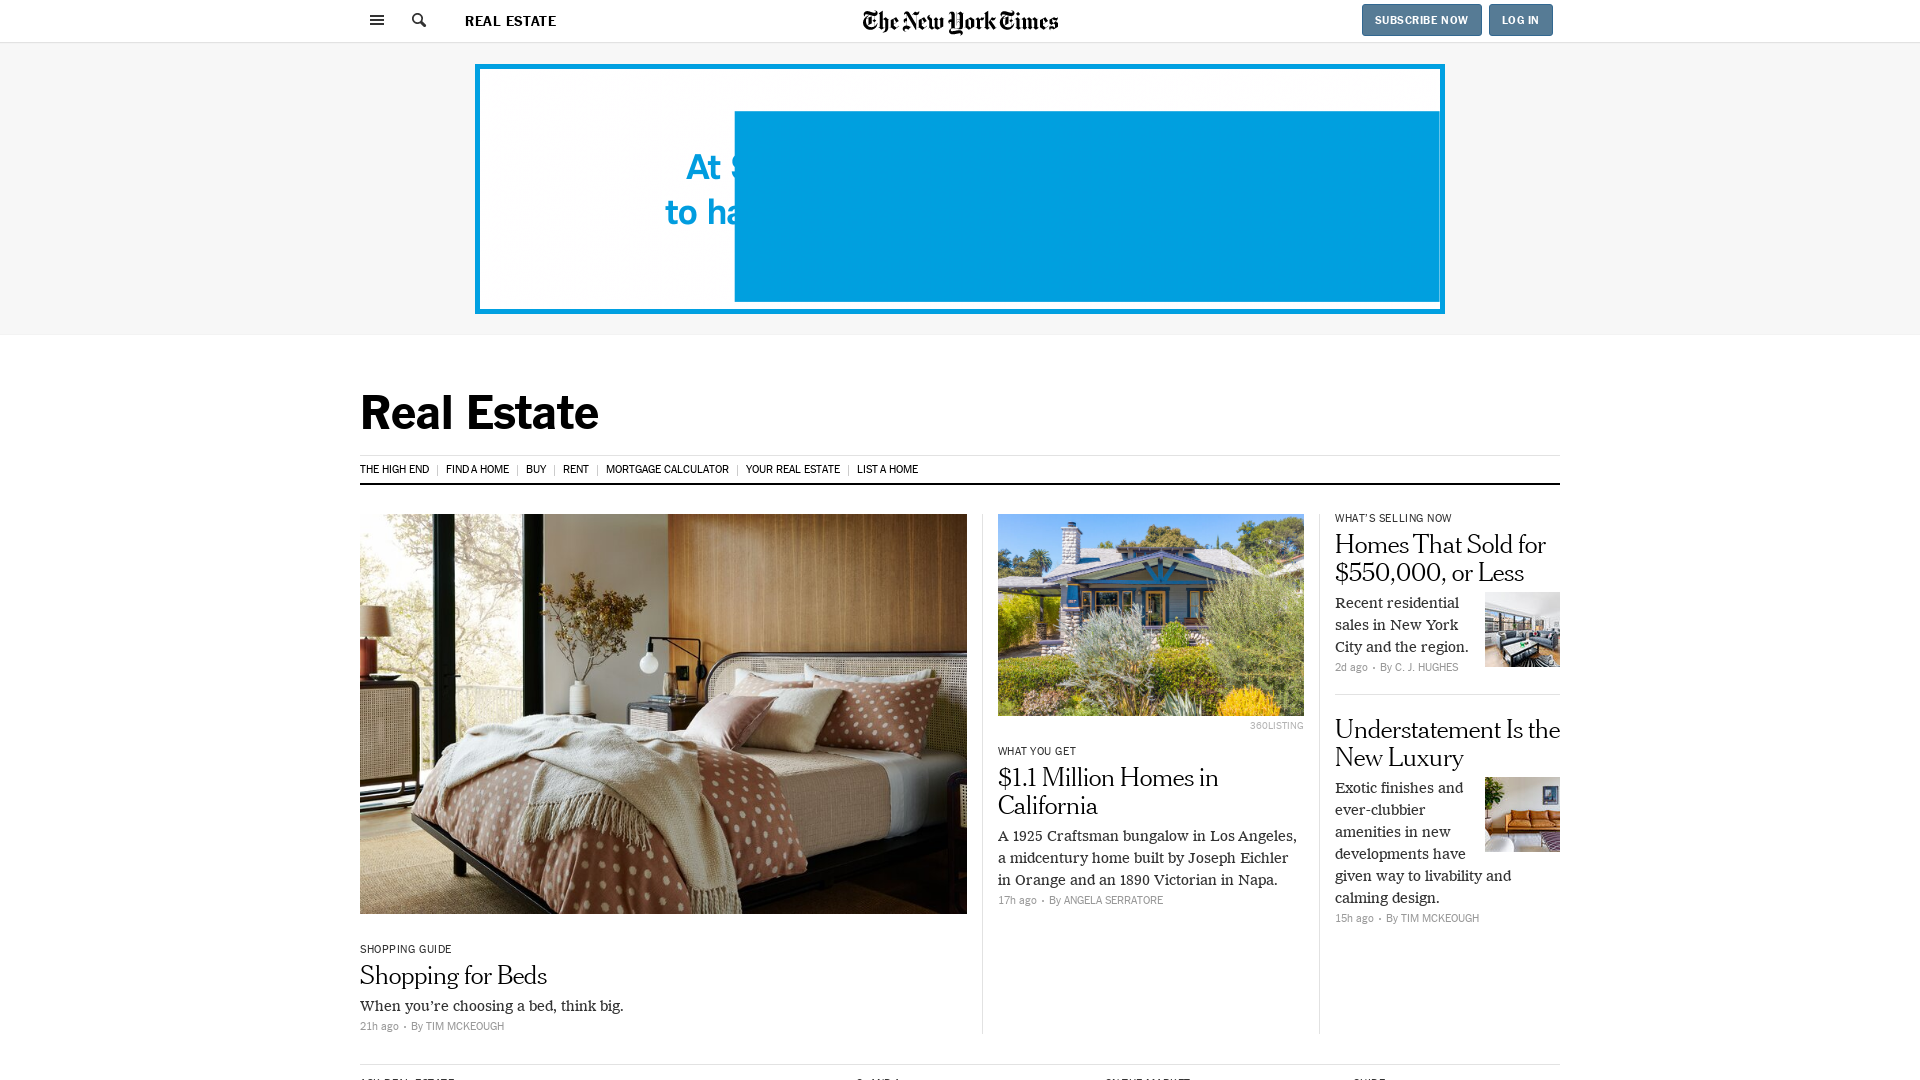 REAL ESTATE
The New York Times
SUBSCRIBE NOW
LOG IN
At
to ha
Real Estate
THE HIGH END
FIND A HOME
BUY
RENT
MORTGAGE CALCULATOR
YOUR REAL ESTATE
LIST A HOME
SHOPPING GUIDE
Shopping for Beds
When you’re choosing a bed, think big.
21h ago • By TIM MCKEOUGH
360LISTING
WHAT YOU GET
$1.1 Million Homes in
California
A 1925 Craftsman bungalow in Los Angeles,
a midcentury home built by Joseph Eichler
in Orange and an 1890 Victorian in Napa.
17h ago • By ANGELA SERRATORE
WHAT’S SELLING NOW
Homes That Sold for
$550,000, or Less
Recent residential
sales in New York
City and the region.
2d ago • By C. J. HUGHES
Understatement Is the
New Luxury
Exotic finishes and
ever-clubbier
amenities in new
developments have
given way to livability and
calming design.
15h ago • By TIM MCKEOUGH